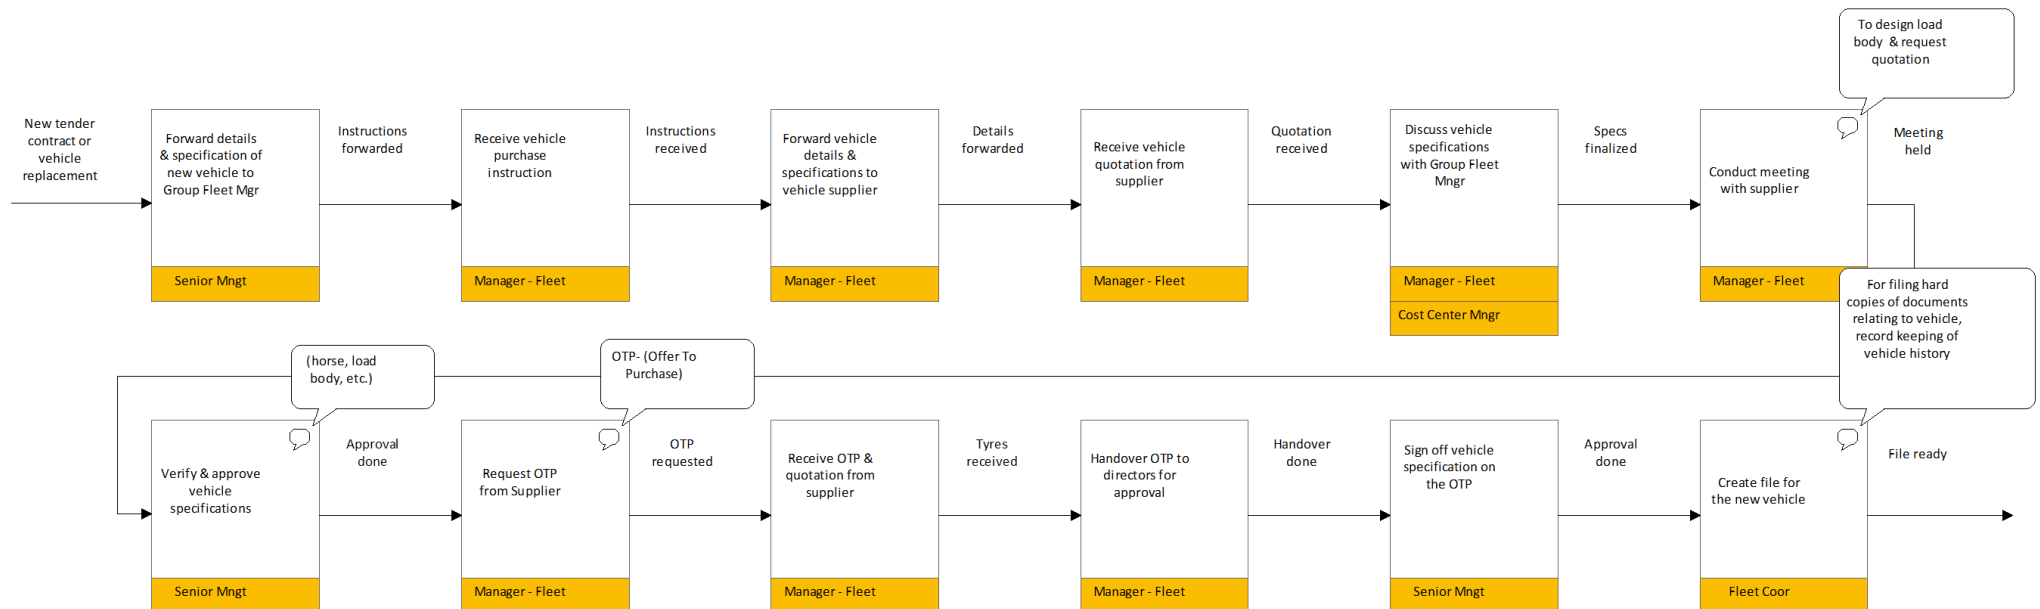 To design load
body & request
quotation
New tender
contract or
vehicle
replacement
Forward details
& specification of
new vehicle to
Group Fleet Mgr
Senior Mngt
Instructions
forwarded
Receive vehicle
purchase
instruction
Manager - Fleet
Instructions
received
Forward vehicle
details &
specifications to
vehicle supplier
Manager - Fleet
Details
forwarded
Receive vehicle
quotation from
supplier
Manager - Fleet
Quotation
received
Discuss vehicle
specifications
with Group Fleet
Mngr
Manager - Fleet
Cost Center Mngr
Specs
finalized
Conduct meeting
with supplier
Manager - Fleet
Meeting
held
(horse, load
body, etc.)
OTP- (Offer To
Purchase)
For filing hard
copies of documents
relating to vehicle,
record keeping of
vehicle history
Verify & approve
vehicle
specifications
Senior Mngt
Approval
done
Request OTP
from Supplier
Manager - Fleet
OTP
requested
Receive OTP &
quotation from
supplier
Manager - Fleet
Tyres
received
Handover OTP to
directors for
approval
Manager - Fleet
Handover
done
Sign off vehicle
specification on
the OTP
Senior Mngt
Approval
done
Create file for
the new vehicle
Fleet Coor
File ready